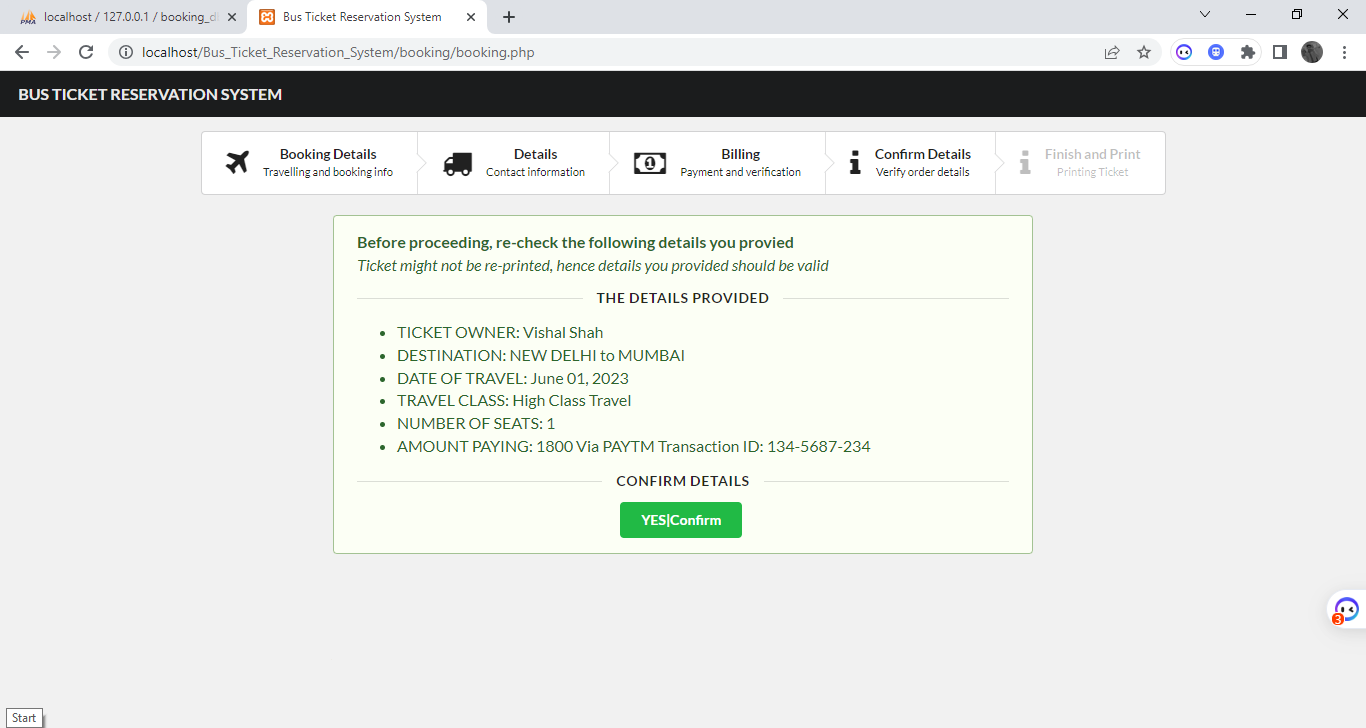 localhost / 127.0.0.1 / booking_d
Bus Ticket Reservation System
localhost/Bus_Ticket_Reservation_System/booking/booking.php
BUS TICKET RESERVATION SYSTEM
Booking Details
Travelling and booking info
Details
Contact information
Billing
Payment and verification
Confirm Details
Verify order details
Finish and Print
Printing Ticket
Before proceeding, re-check the following details you provied
Ticket might not be re-printed, hence details you provided should be valid
THE DETAILS PROVIDED
TICKET OWNER: Vishal Shah
DESTINATION: NEW DELHI to MUMBAI
DATE OF TRAVEL: June 01, 2023
TRAVEL CLASS: High Class Travel
NUMBER OF SEATS: 1
AMOUNT PAYING: 1800 Via PAYTM Transaction ID: 134-5687-234
CONFIRM DETAILS
YES|Confirm
3
Start